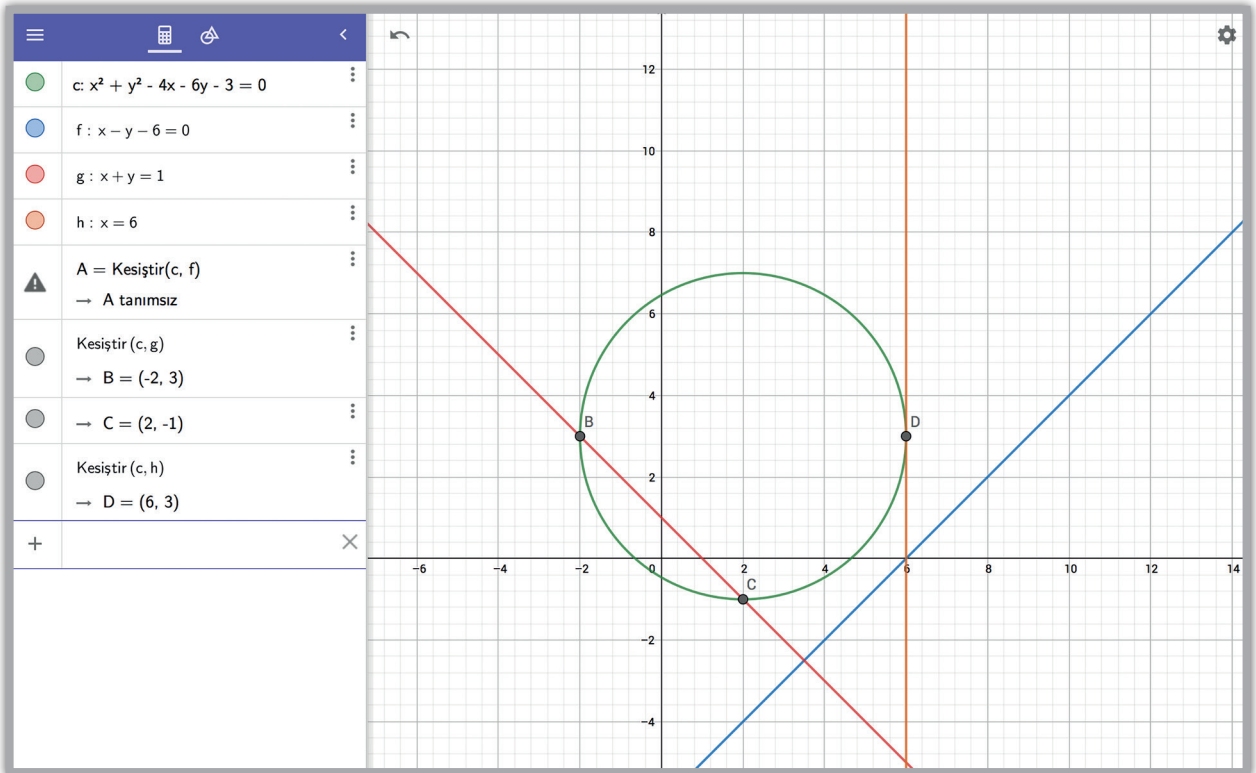 c: x² + y² - 4x - 6y - 3 = 0
f : x − y − 6 = 0
g : x + y = 1
h : x = 6
A = Kesiştir(c, f)
→ A tanımsız
Kesiştir (c, g)
→ B = (-2, 3)
→ C = (2, -1)
Kesiştir (c, h)
→ D = (6, 3)
+
12
10
8
6
4
B
D
2
−6 −4 −2 0 2 4 6 8 10 12 14
C
−2
−4